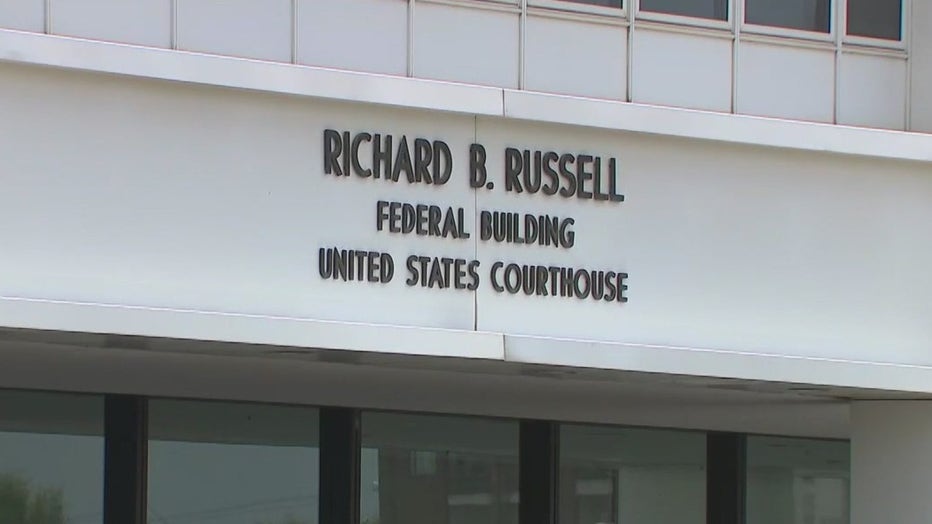 RICHARD B. RUSSELL
FEDERAL BUILDING
UNITED STATES COURTHOUSE